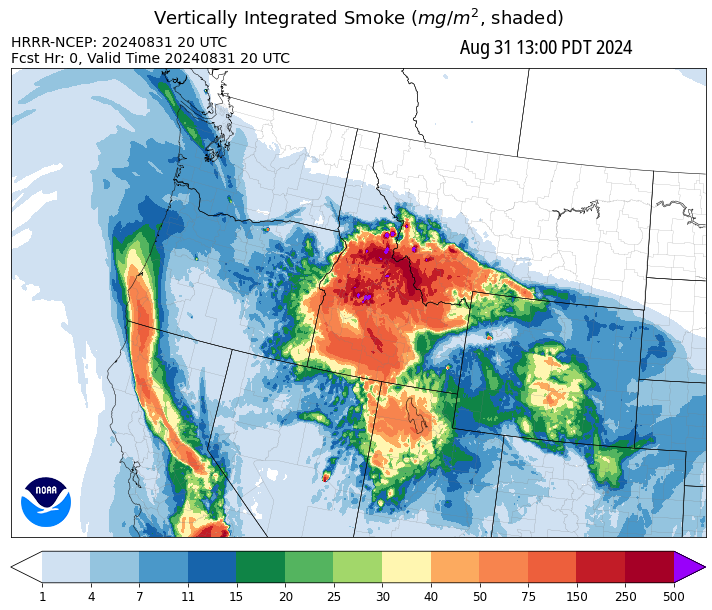 Vertically Integrated Smoke (mg/m², shaded)
HRRR-NCEP: 20240831 20 UTC
Fcst Hr: 0, Valid Time 20240831 20 UTC
Aug 31 13:00 PDT 2024
NOAA
1 4 7 11 15 20 25 30 40 50 75 150 250 500